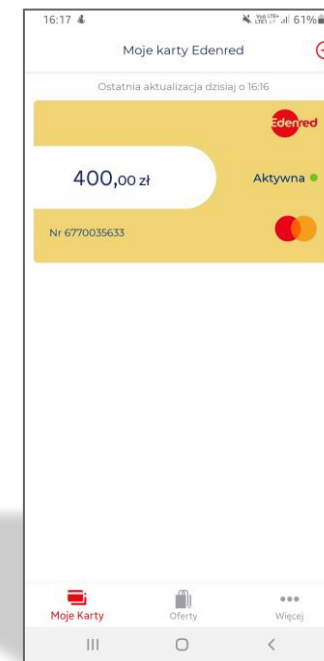 16:17 61%
Moje karty Edenred
Ostatnia aktualizacja dzisiaj o 16:16
Edenred
400,00 zł Aktywna
Nr 6770035633
Moje Karty Oferty Więcej